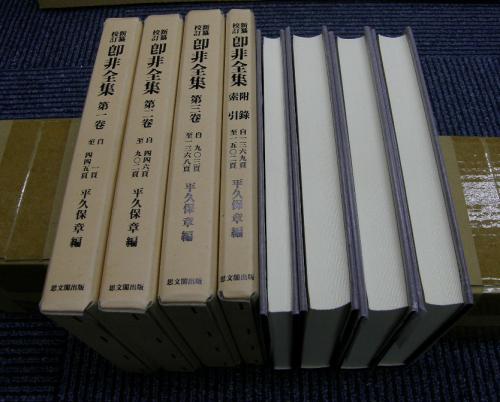 新纂
校訂
即非全集
第一巻
自 一頁
至 四四五頁
平久保章編
思文閣出版
新纂
校訂
即非全集
第二巻
自 四四六頁
至 九〇二頁
平久保章編
思文閣出版
新纂
校訂
即非全集
第三巻
自 九〇三頁
至 一三六八頁
平久保章編
思文閣出版
新纂
校訂
即非全集
附錄
索引
自 一三六九頁
至 一五〇二頁
平久保章編
思文閣出版